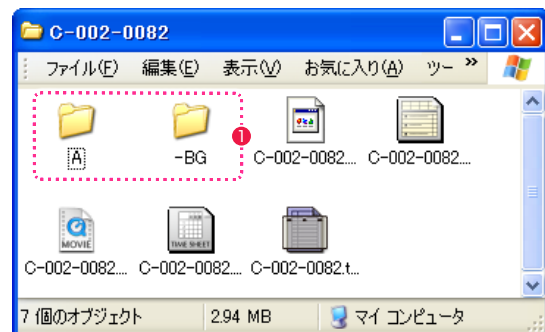 C-002-0082
ファイル(F) 編集(E) 表示(V) お気に入り(A) ツー »
1
A -BG C-002-0082... C-002-0082...
MOVIE TIME SHEET
C-002-0082... C-002-0082... C-002-0082.t...
7 個のオブジェクト 2.94 MB マイ コンピュータ